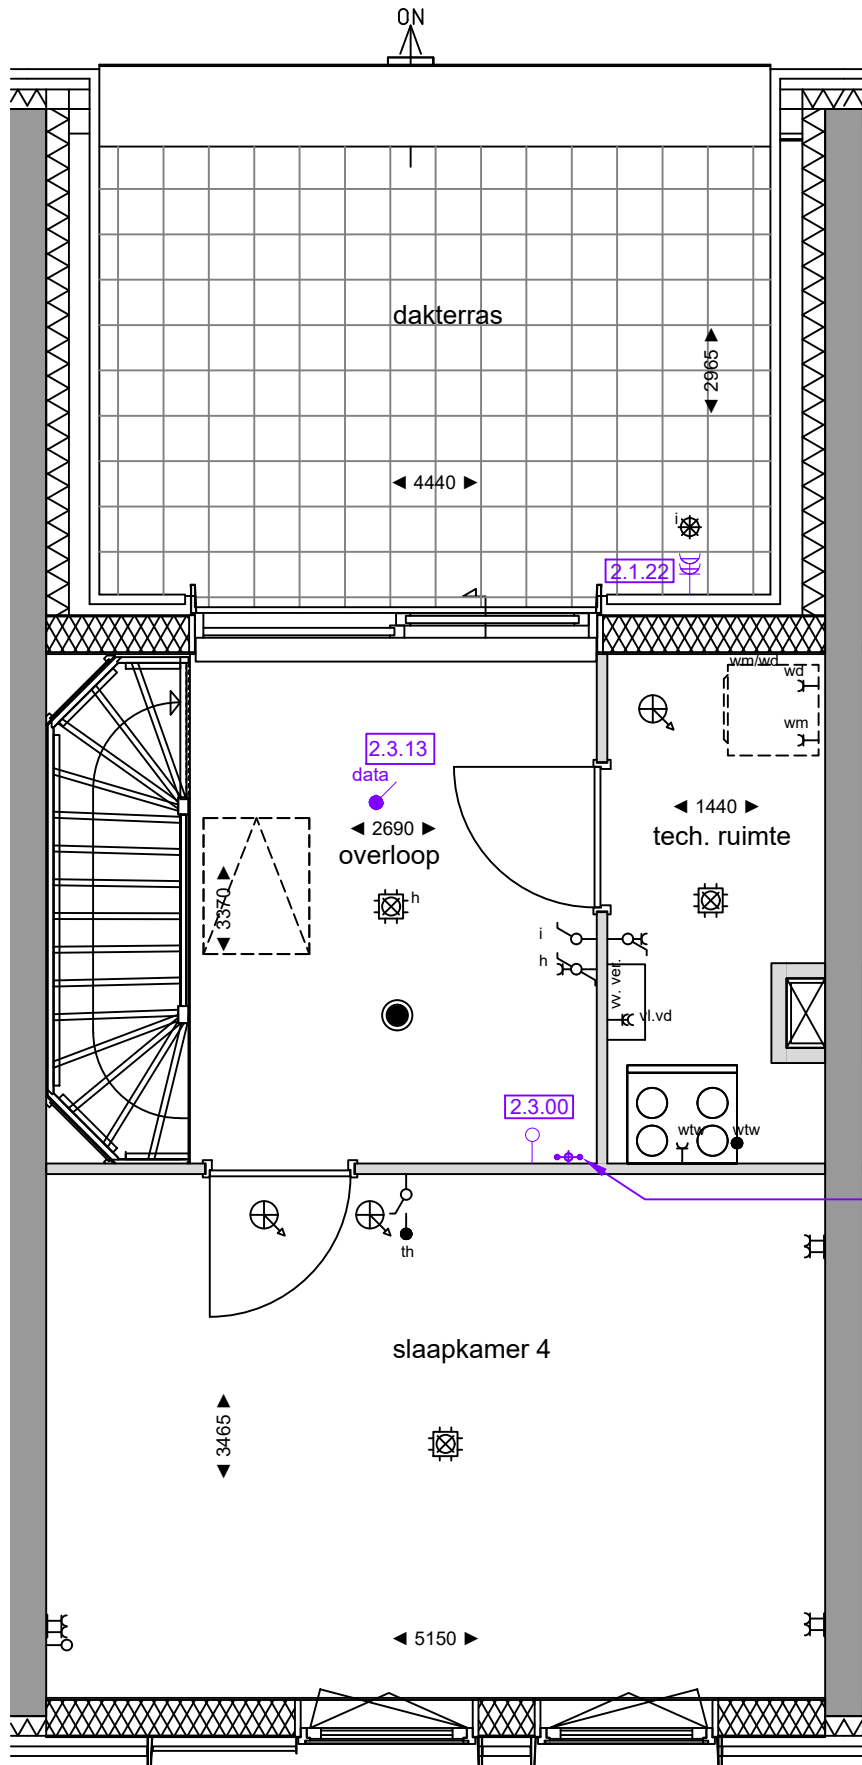 ON
dakterras
2965
4440
i
2.1.22
wm/wd
wd
wm
2.3.13
data
2690
overloop
1440
tech. ruimte
3370
h
i
h
vv. ver.
vl.vd
2.3.00
wtw
wtw
th
slaapkamer 4
3465
5150